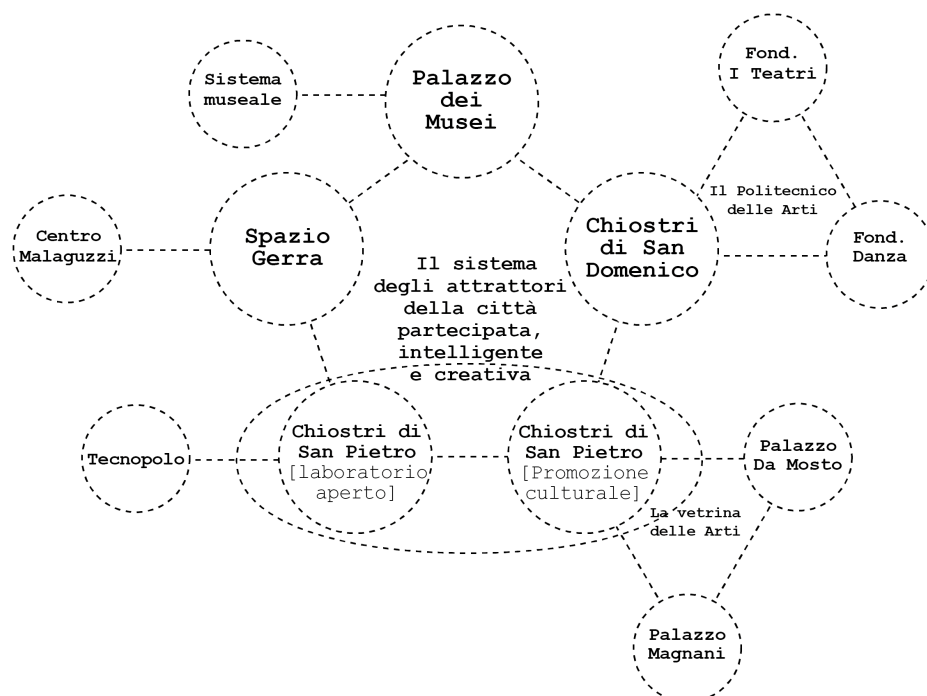 Fond.
I Teatri
Sistema
museale
Palazzo
dei
Musei
Il Politecnico
delle Arti
Centro
Malaguzzi
Spazio
Gerra
Chiostri
di San
Domenico
Fond.
Danza
Il sistema
degli attrattori
della città
partecipata,
intelligente
e creativa
Tecnopolo
Chiostri di
San Pietro
[laboratorio
aperto]
Chiostri di
San Pietro
[Promozione
culturale]
Palazzo
Da Mosto
La vetrina
delle Arti
Palazzo
Magnani